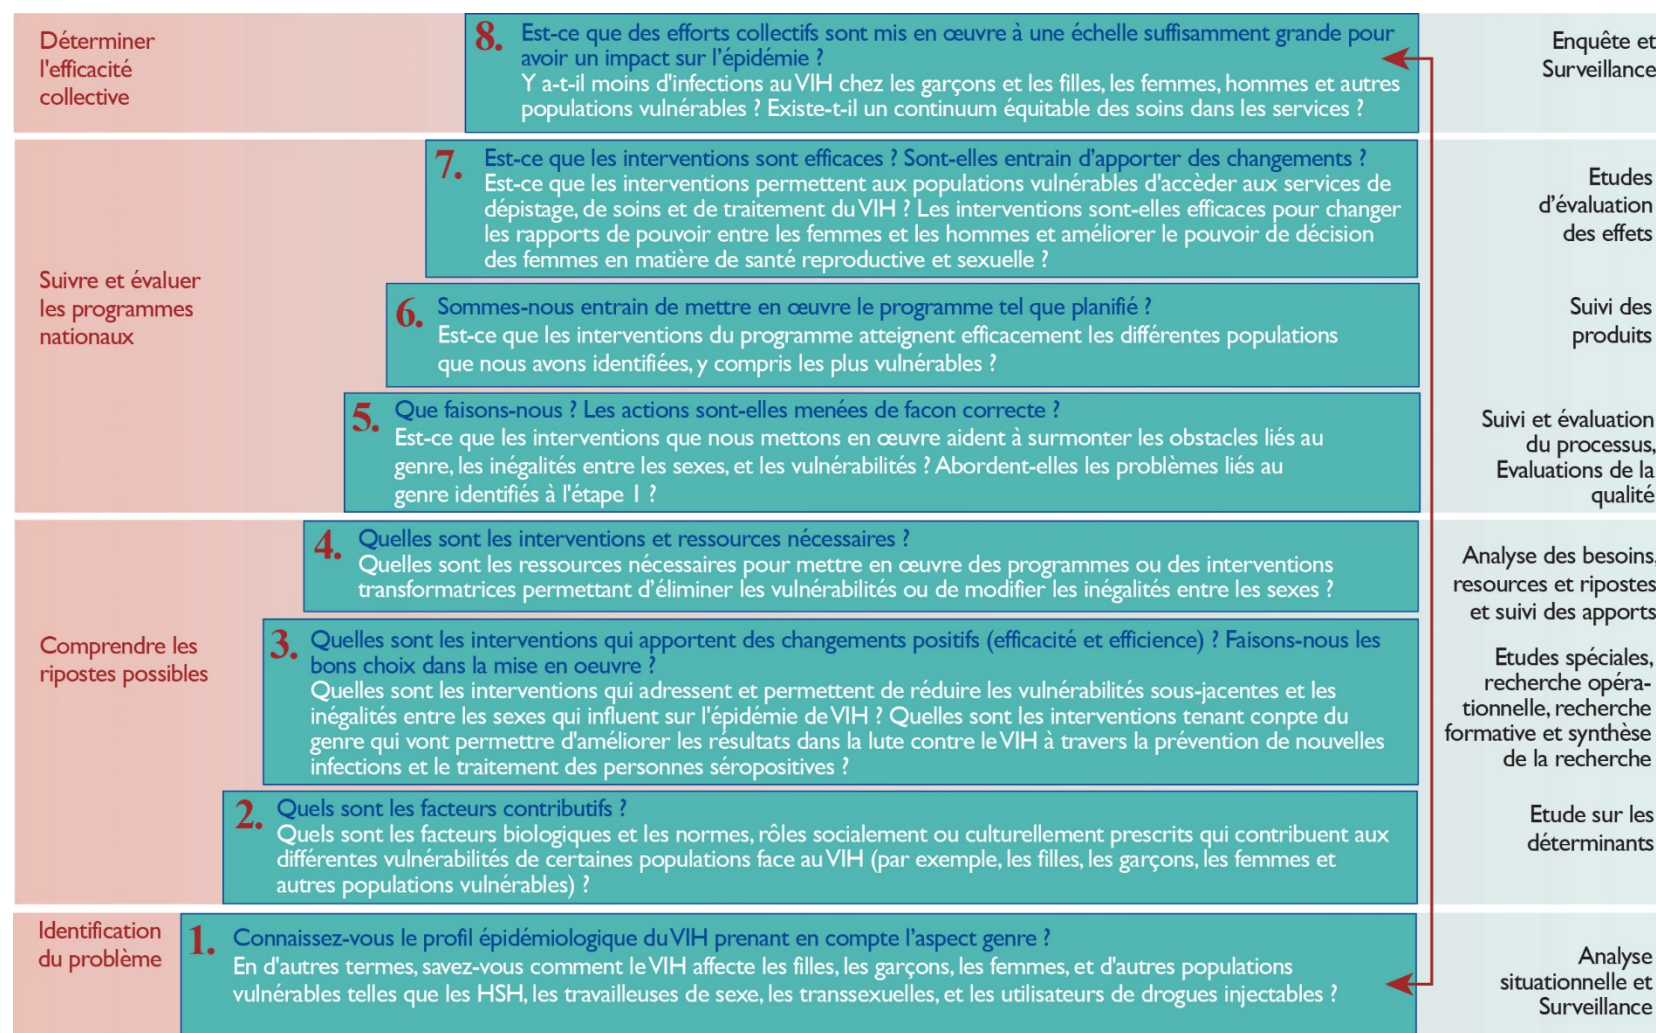 Déterminer
l'efficacité
collective
8. Est-ce que des efforts collectifs sont mis en œuvre à une échelle suffisamment grande pour
avoir un impact sur l'épidémie ?
Y a-t-il moins d'infections au VIH chez les garçons et les filles, les femmes, hommes et autres
populations vulnérables ? Existe-t-il un continuum équitable des soins dans les services ?
Enquête et
Surveillance
Suivre et évaluer
les programmes
nationaux
7. Est-ce que les interventions sont efficaces ? Sont-elles entrain d'apporter des changements ?
Est-ce que les interventions permettent aux populations vulnérables d'accèder aux services de
dépistage, de soins et de traitement du VIH ? Les interventions sont-elles efficaces pour changer
les rapports de pouvoir entre les femmes et les hommes et améliorer le pouvoir de décision
des femmes en matière de santé reproductive et sexuelle ?
Etudes
d'évaluation
des effets
6. Sommes-nous entrain de mettre en œuvre le programme tel que planifié ?
Est-ce que les interventions du programme atteignent efficacement les différentes populations
que nous avons identifiées, y compris les plus vulnérables ?
Suivi des
produits
5. Que faisons-nous ? Les actions sont-elles menées de facon correcte ?
Est-ce que les interventions que nous mettons en œuvre aident à surmonter les obstacles liés au
genre, les inégalités entre les sexes, et les vulnérabilités ? Abordent-elles les problèmes liés au
genre identifiés à l'étape 1 ?
Suivi et évaluation
du processus,
Evaluations de la
qualité
Comprendre les
ripostes possibles
4. Quelles sont les interventions et ressources nécessaires ?
Quelles sont les ressources nécessaires pour mettre en œuvre des programmes ou des interventions
transformatrices permettant d'éliminer les vulnérabilités ou de modifier les inégalités entre les sexes ?
Analyse des besoins,
resources et ripostes
et suivi des apports
3. Quelles sont les interventions qui apportent des changements positifs (efficacité et efficience) ? Faisons-nous les
bons choix dans la mise en oeuvre ?
Quelles sont les interventions qui adressent et permettent de réduire les vulnérabilités sous-jacentes et les
inégalités entre les sexes qui influent sur l'épidémie de VIH ? Quelles sont les interventions tenant conpte du
genre qui vont permettre d'améliorer les résultats dans la lute contre le VIH à travers la prévention de nouvelles
infections et le traitement des personnes séropositives ?
Etudes spéciales,
recherche opéra-
tionnelle, recherche
formative et synthèse
de la recherche
2. Quels sont les facteurs contributifs ?
Quels sont les facteurs biologiques et les normes, rôles socialement ou culturellement prescrits qui contribuent aux
différentes vulnérabilités de certaines populations face au VIH (par exemple, les filles, les garçons, les femmes et
autres populations vulnérables) ?
Etude sur les
déterminants
Identification
du problème
1. Connaissez-vous le profil épidémiologique du VIH prenant en compte l'aspect genre ?
En d'autres termes, savez-vous comment le VIH affecte les filles, les garçons, les femmes, et d'autres populations
vulnérables telles que les HSH, les travailleuses de sexe, les transsexuelles, et les utilisateurs de drogues injectables ?
Analyse
situationnelle et
Surveillance